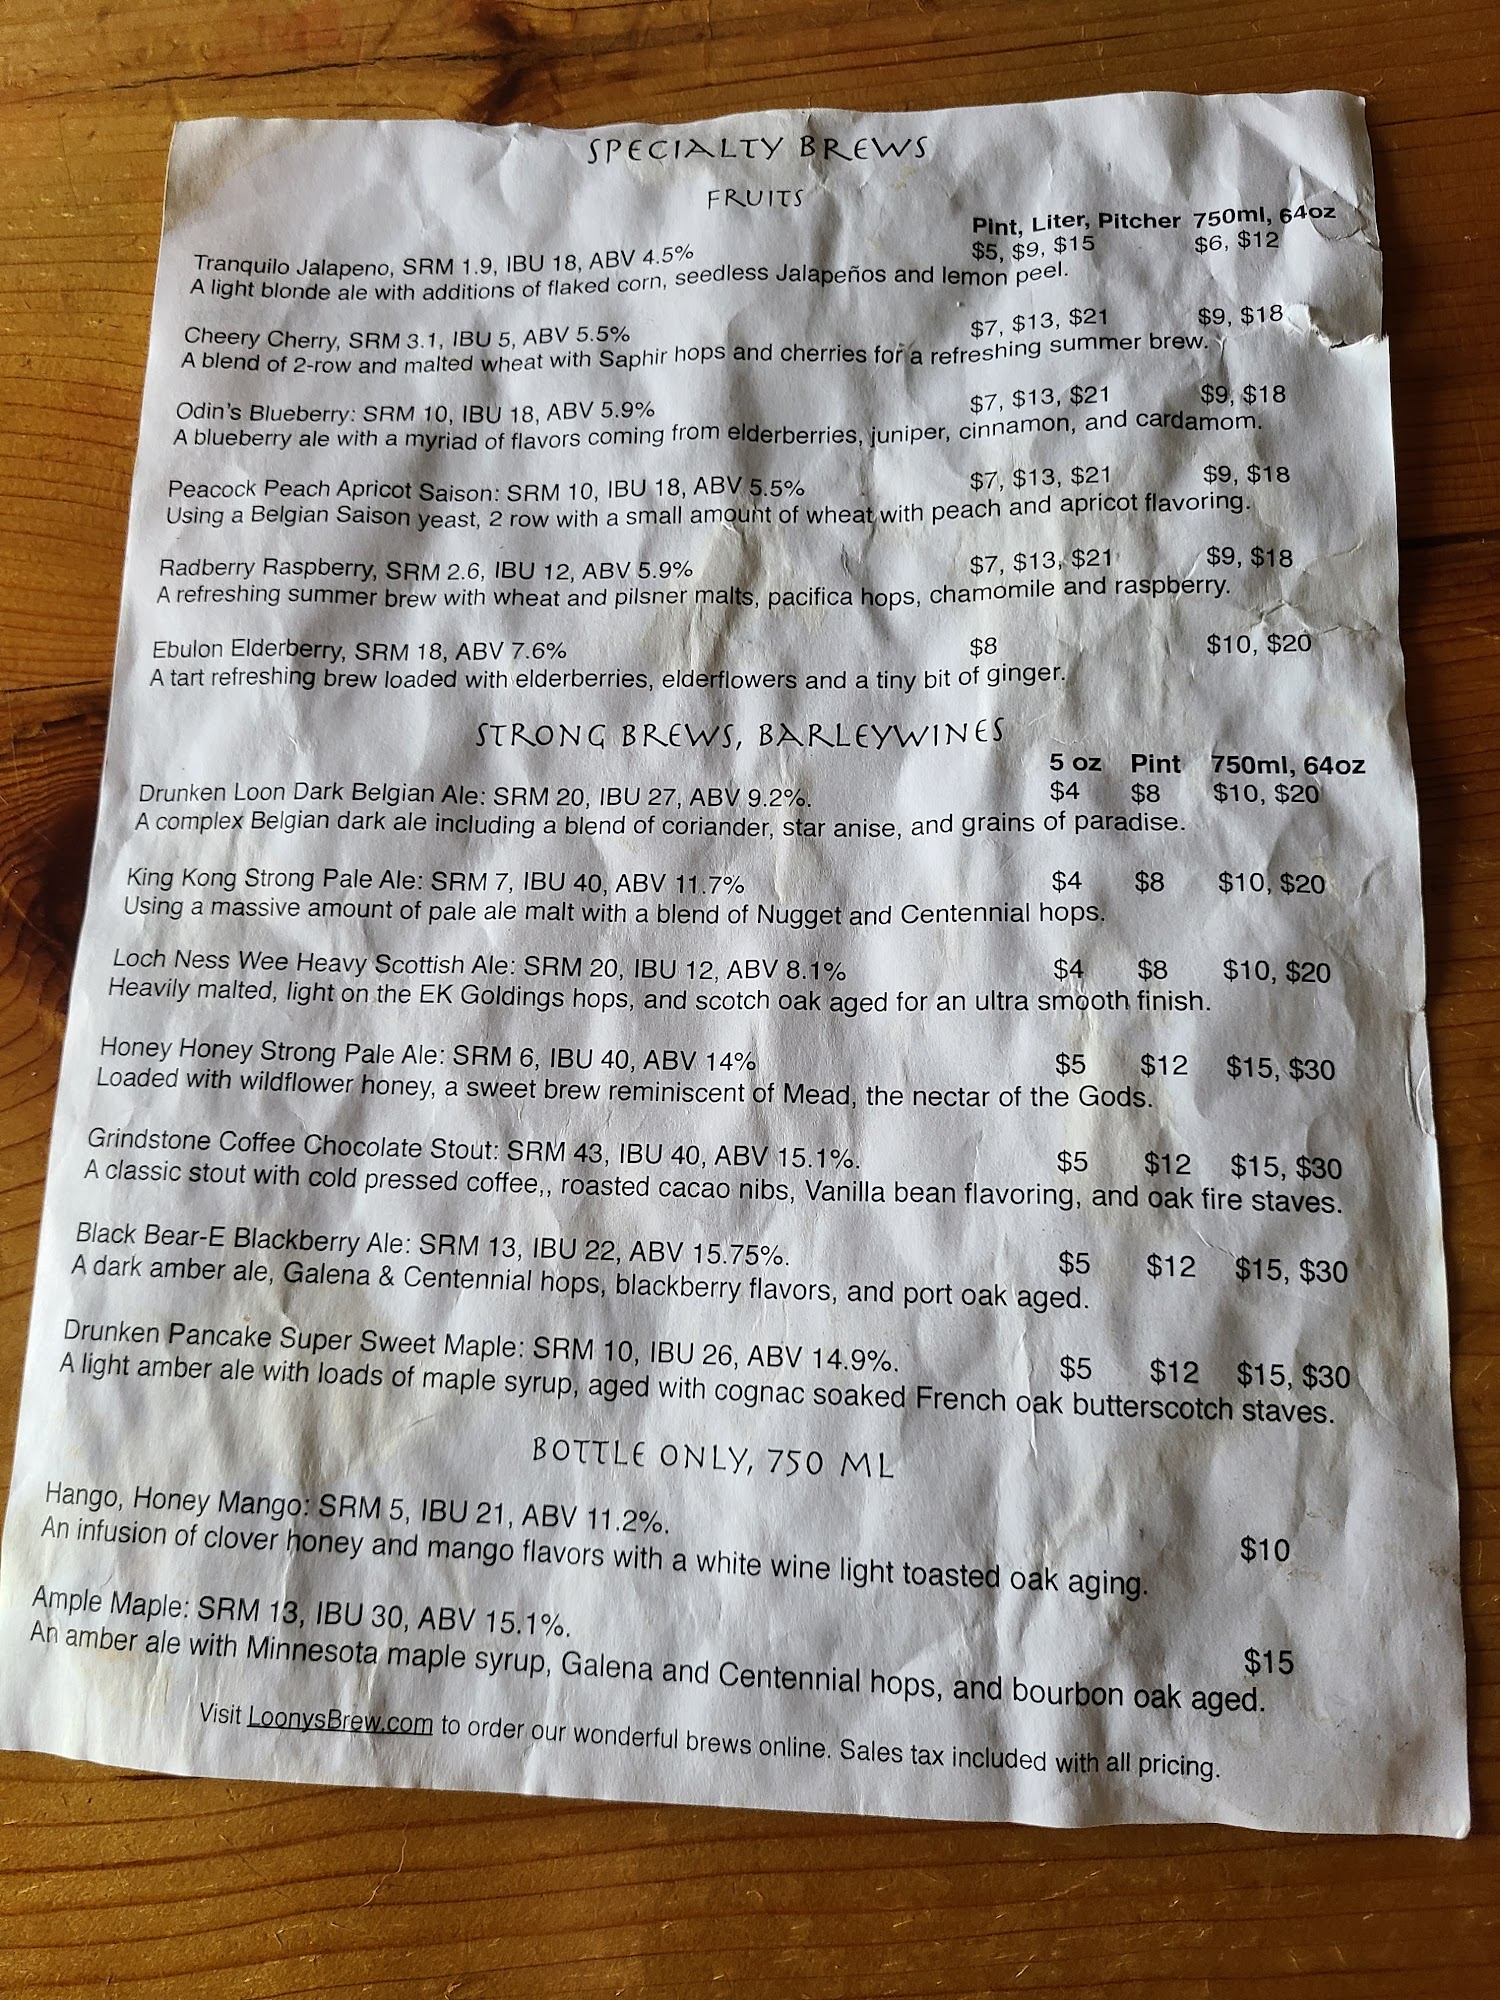 SPECIALTY BREWS
FRUITS
Pint, Liter, Pitcher 750ml, 64oz
Tranquilo Jalapeno, SRM 1.9, IBU 18, ABV 4.5% $5, $9, $15 $6, $12
A light blonde ale with additions of flaked corn, seedless Jalapeños and lemon peel.
Cheery Cherry, SRM 3.1, IBU 5, ABV 5.5% $7, $13, $21 $9, $18
A blend of 2-row and malted wheat with Saphir hops and cherries for a refreshing summer brew.
Odin's Blueberry: SRM 10, IBU 18, ABV 5.9% $7, $13, $21 $9, $18
A blueberry ale with a myriad of flavors coming from elderberries, juniper, cinnamon, and cardamom.
Peacock Peach Apricot Saison: SRM 10, IBU 18, ABV 5.5% $7, $13, $21 $9, $18
Using a Belgian Saison yeast, 2 row with a small amount of wheat with peach and apricot flavoring.
Radberry Raspberry, SRM 2.6, IBU 12, ABV 5.9% $7, $13, $21 $9, $18
A refreshing summer brew with wheat and pilsner malts, pacifica hops, chamomile and raspberry.
Ebulon Elderberry, SRM 18, ABV 7.6% $8 $10, $20
A tart refreshing brew loaded with elderberries, elderflowers and a tiny bit of ginger.
STRONG BREWS, BARLEYWINES
5 oz Pint 750ml, 64oz
Drunken Loon Dark Belgian Ale: SRM 20, IBU 27, ABV 9.2%. $4 $8 $10, $20
A complex Belgian dark ale including a blend of coriander, star anise, and grains of paradise.
King Kong Strong Pale Ale: SRM 7, IBU 40, ABV 11.7% $4 $8 $10, $20
Using a massive amount of pale ale malt with a blend of Nugget and Centennial hops.
Loch Ness Wee Heavy Scottish Ale: SRM 20, IBU 12, ABV 8.1% $4 $8 $10, $20
Heavily malted, light on the EK Goldings hops, and scotch oak aged for an ultra smooth finish.
Honey Honey Strong Pale Ale: SRM 6, IBU 40, ABV 14% $5 $12 $15, $30
Loaded with wildflower honey, a sweet brew reminiscent of Mead, the nectar of the Gods.
Grindstone Coffee Chocolate Stout: SRM 43, IBU 40, ABV 15.1%. $5 $12 $15, $30
A classic stout with cold pressed coffee,, roasted cacao nibs, Vanilla bean flavoring, and oak fire staves.
Black Bear-E Blackberry Ale: SRM 13, IBU 22, ABV 15.75%. $5 $12 $15, $30
A dark amber ale, Galena & Centennial hops, blackberry flavors, and port oak aged.
Drunken Pancake Super Sweet Maple: SRM 10, IBU 26, ABV 14.9%. $5 $12 $15, $30
A light amber ale with loads of maple syrup, aged with cognac soaked French oak butterscotch staves.
BOTTLE ONLY, 750 ML
Hango, Honey Mango: SRM 5, IBU 21, ABV 11.2%. $10
An infusion of clover honey and mango flavors with a white wine light toasted oak aging.
Ample Maple: SRM 13, IBU 30, ABV 15.1%. $15
An amber ale with Minnesota maple syrup, Galena and Centennial hops, and bourbon oak aged.
Visit LoonysBrew.com to order our wonderful brews online. Sales tax included with all pricing.